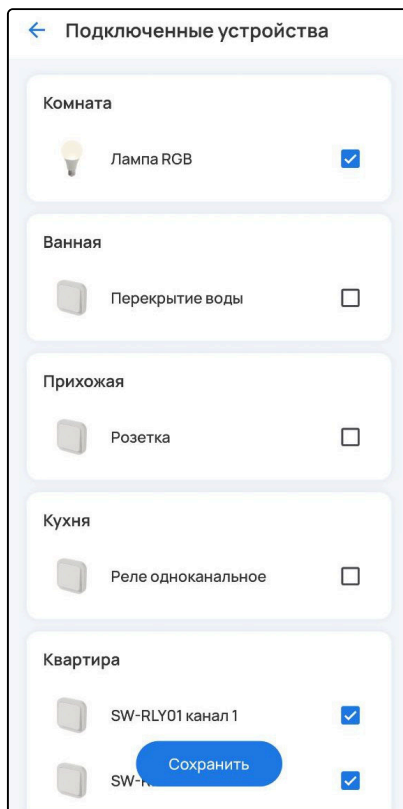 Подключенные устройства
Комната
Лампа RGB
Ванная
Перекрытие воды
Прихожая
Розетка
Кухня
Реле одноканальное
Квартира
SW-RLY01 канал 1
SW-R
Сохранить